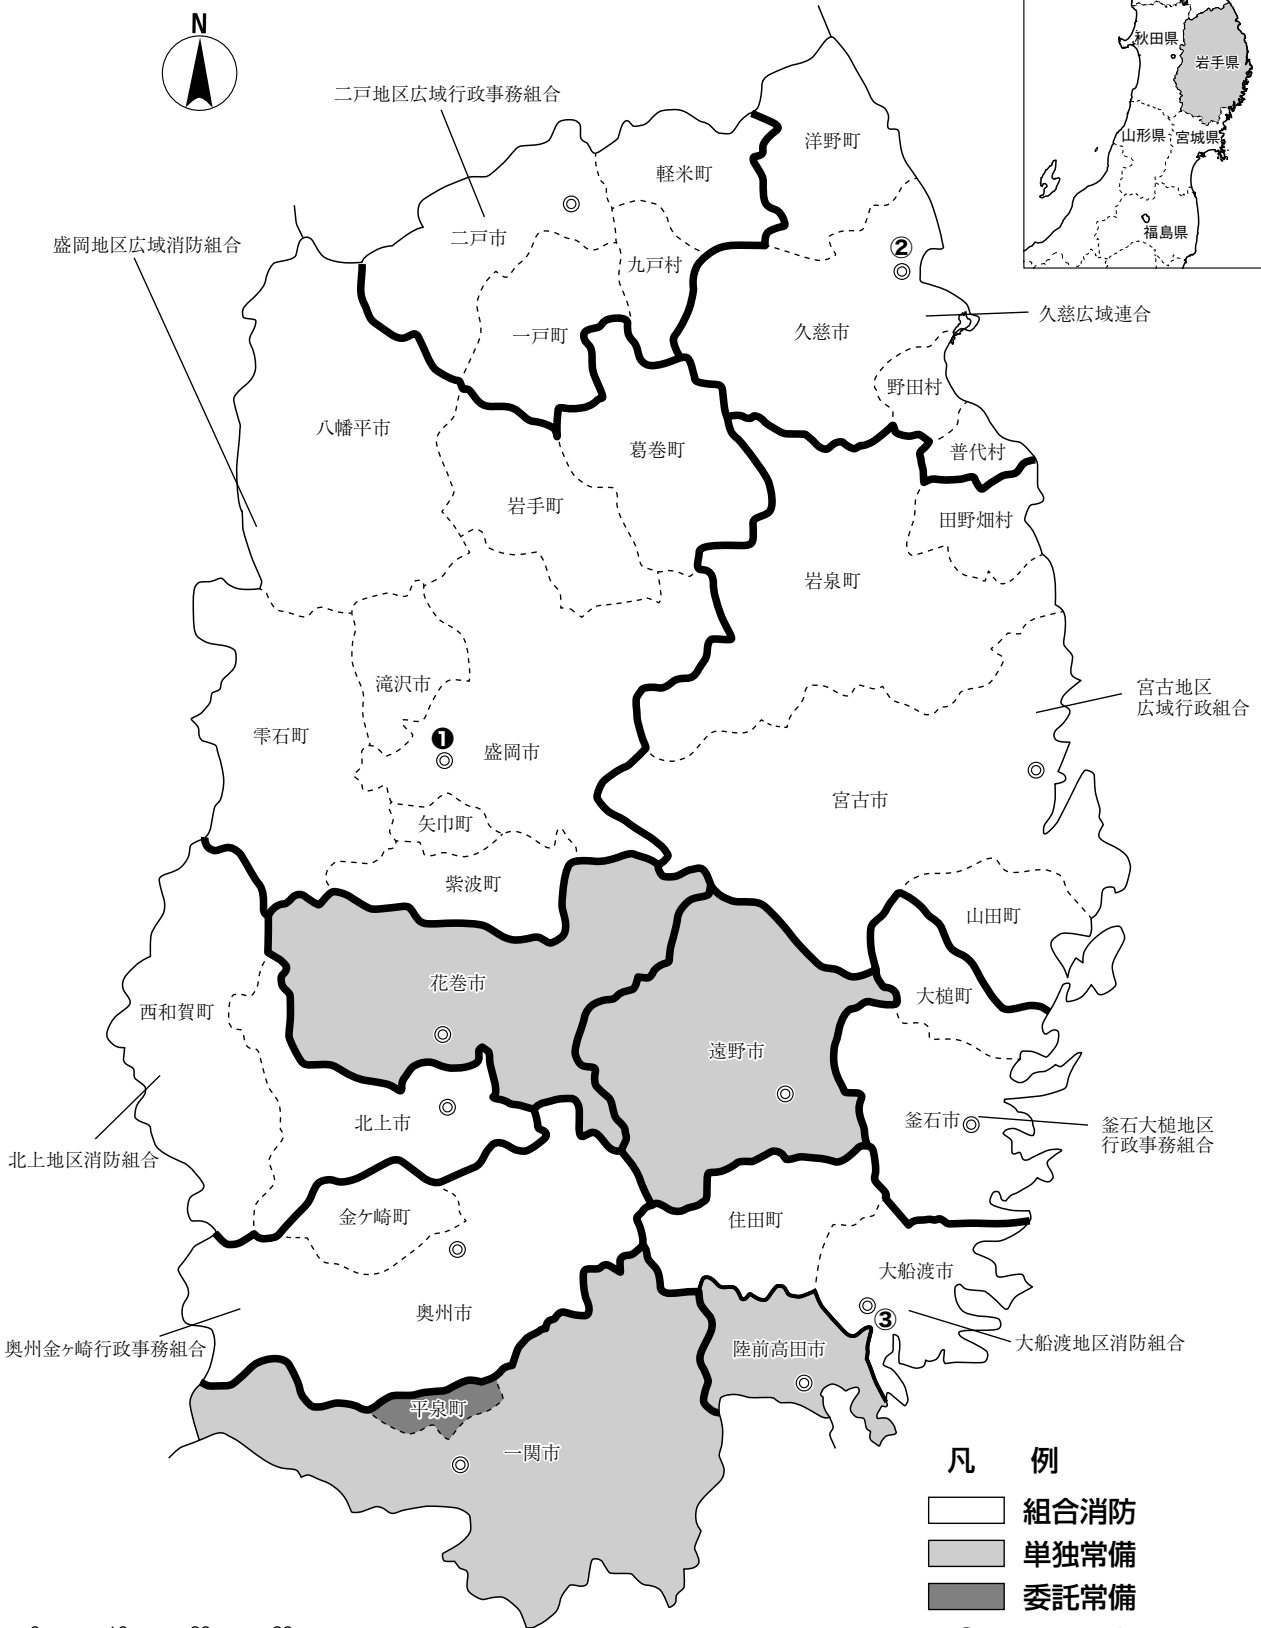 N
秋田県
岩手県
山形県
宮城県
福島県
二戸地区広域行政事務組合
洋野町
軽米町
二戸市
盛岡地区広域消防組合
九戸村
②
久慈広域連合
一戸町
久慈市
野田村
八幡平市
葛巻町
普代村
岩手町
田野畑村
岩泉町
滝沢市
宮古地区
広域行政組合
雫石町
❶
盛岡市
宮古市
矢巾町
紫波町
山田町
花巻市
大槌町
西和賀町
遠野市
北上市
釜石市
釜石大槌地区
行政事務組合
北上地区消防組合
金ケ崎町
住田町
大船渡市
奥州市
③
大船渡地区消防組合
奥州金ヶ崎行政事務組合
陸前高田市
平泉町
一関市
凡 例
組合消防
単独常備
委託常備